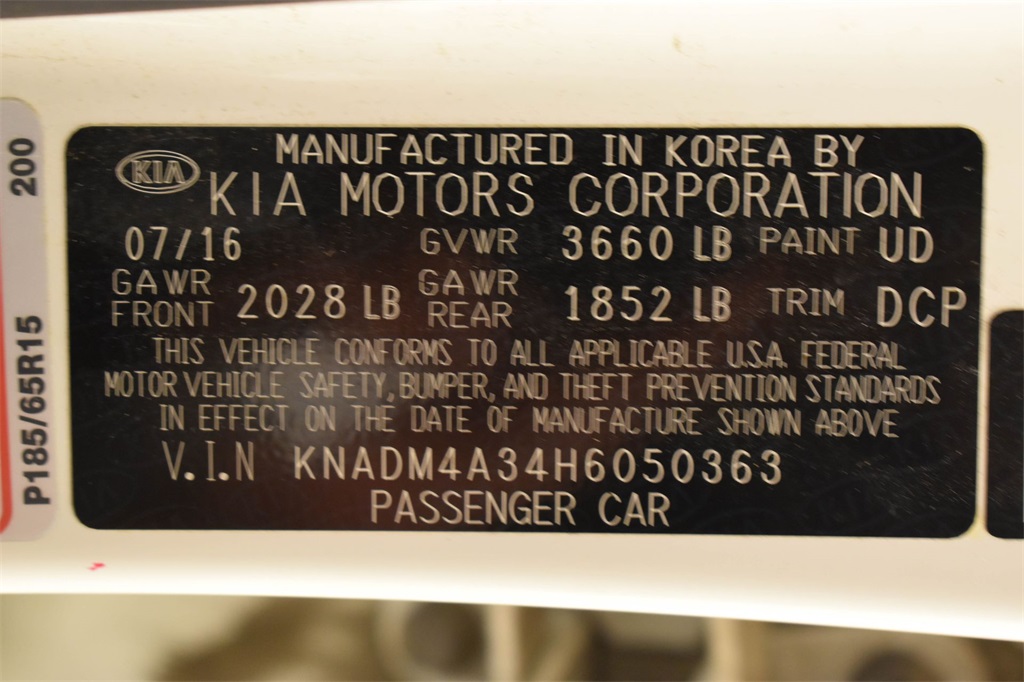 MANUFACTURED IN KOREA BY
KIA
KIA MOTORS CORPORATION
07/16 GVWR 3660 LB PAINT UD
GAWR FRONT 2028 LB GAWR REAR 1852 LB TRIM DCP
THIS VEHICLE CONFORMS TO ALL APPLICABLE U.S.A. FEDERAL
MOTOR VEHICLE SAFETY, BUMPER, AND THEFT PREVENTION STANDARDS
IN EFFECT ON THE DATE OF MANUFACTURE SHOWN ABOVE
V.I.N KNADM4A34H6050363
PASSENGER CAR
P185/65R15 200